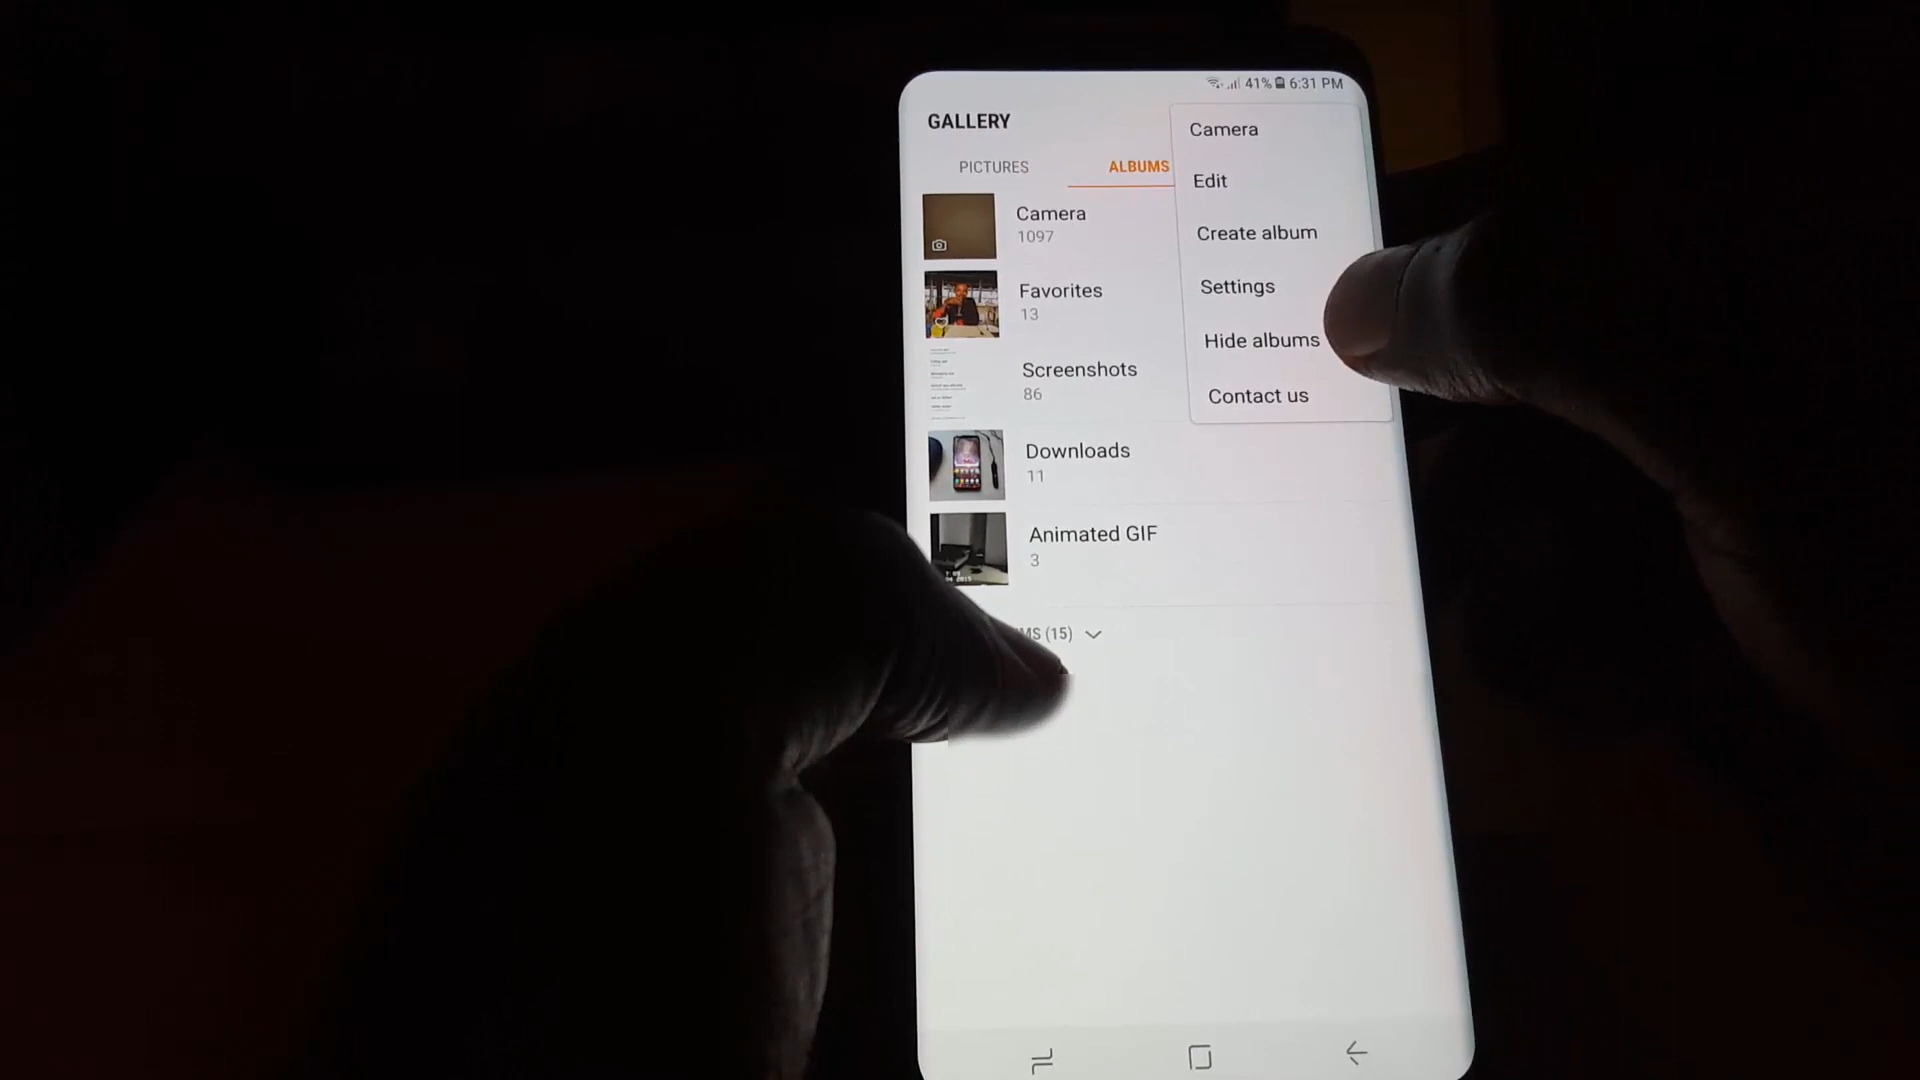 41% 6:31 PM
GALLERY
PICTURES
ALBUMS
Camera
1097
Favorites
13
Screenshots
86
Downloads
11
Animated GIF
3
(15)
Camera
Edit
Create album
Settings
Hide albums
Contact us